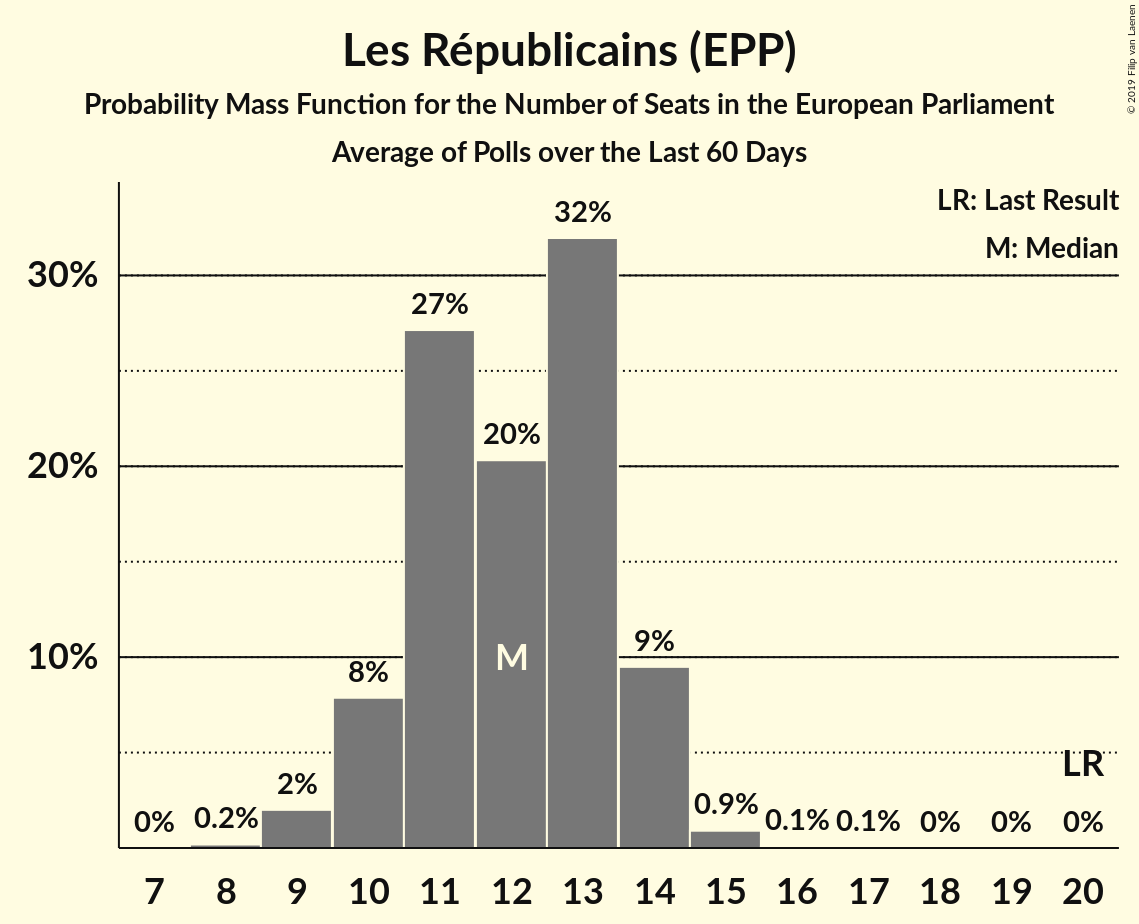 Les Républicains (EPP)
Probability Mass Function for the Number of Seats in the European Parliament
Average of Polls over the Last 60 Days
© 2019 Filip van Laenen
LR: Last Result
M: Median
30%
20%
10%
0%
0.2%
2%
8%
27%
20%
32%
9%
0.9%
0.1%
0.1%
0%
0%
0%
M
LR
7 8 9 10 11 12 13 14 15 16 17 18 19 20